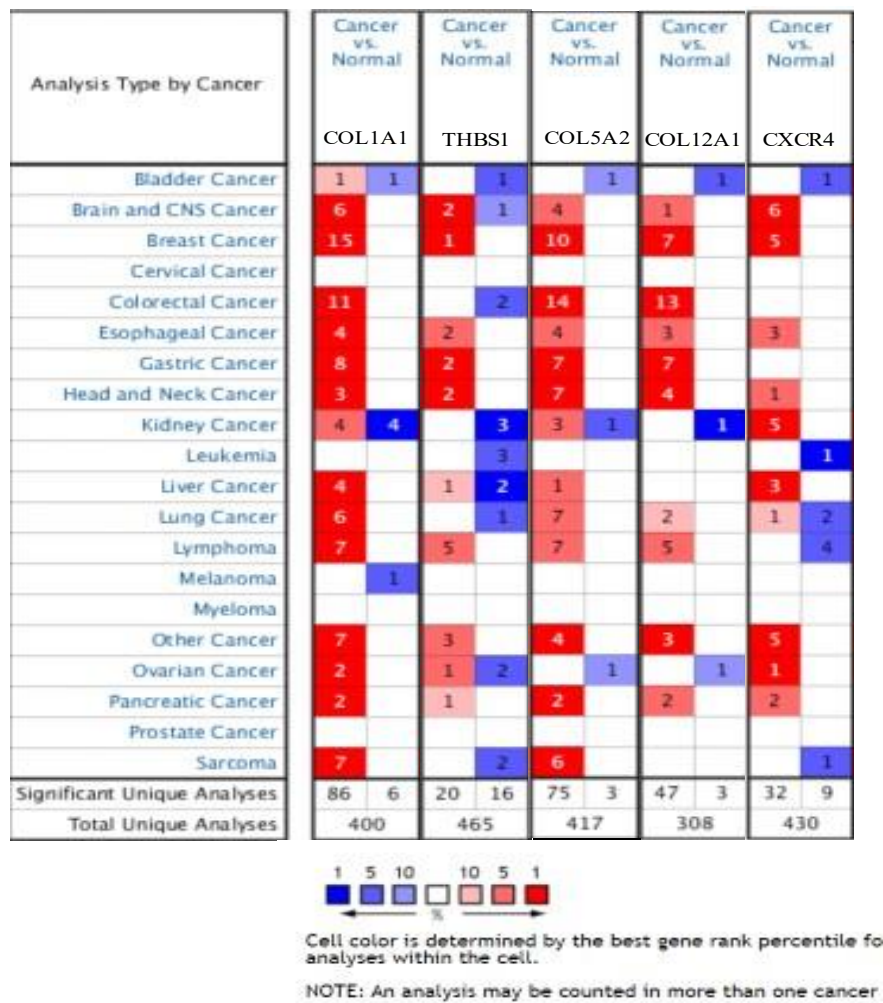 Analysis Type by Cancer
Cancer vs. Normal Cancer vs. Normal Cancer vs. Normal Cancer vs. Normal Cancer vs. Normal
COL1A1 THBS1 COL5A2 COL12A1 CXCR4
Bladder Cancer 1 1 1 1 1 1
Brain and CNS Cancer 6 2 1 4 1 6
Breast Cancer 15 1 10 7 5
Cervical Cancer
Colorectal Cancer 11 2 14 13
Esophageal Cancer 4 2 4 3 3
Gastric Cancer 8 2 7 7
Head and Neck Cancer 3 2 7 4 1
Kidney Cancer 4 4 3 3 1 1 5
Leukemia 3 1
Liver Cancer 4 1 2 1 3
Lung Cancer 6 1 7 2 1 2
Lymphoma 7 5 7 5 4
Melanoma 1
Myeloma
Other Cancer 7 3 4 3 5
Ovarian Cancer 2 1 2 1 1 1
Pancreatic Cancer 2 1 2 2 2
Prostate Cancer
Sarcoma 7 2 6 1
Significant Unique Analyses 86 6 20 16 75 3 47 3 32 9
Total Unique Analyses 400 465 417 308 430
1 5 10 10 5 1
%
Cell color is determined by the best gene rank percentile fo
analyses within the cell.
NOTE: An analysis may be counted in more than one cancer